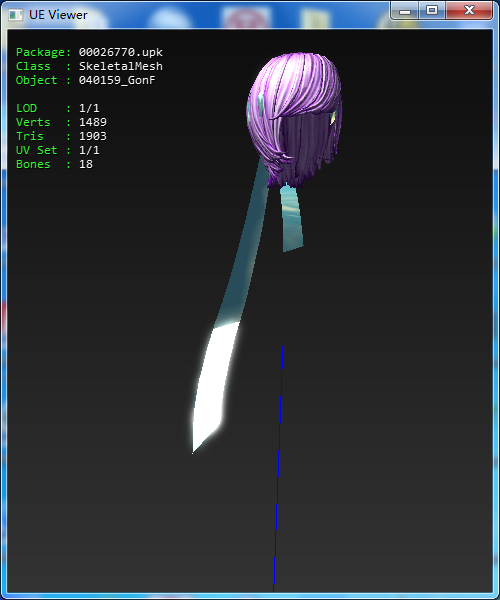 UE Viewer
Package: 00026770.upk
Class : SkeletalMesh
Object : 040159_GonF
LOD : 1/1
Verts : 1489
Tris : 1903
UV Set : 1/1
Bones : 18